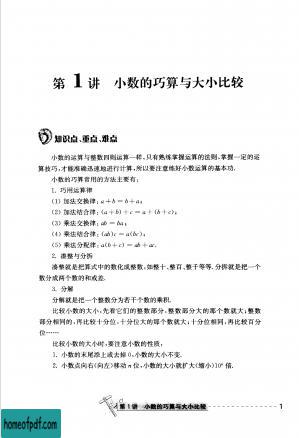 第 1 讲 小数的巧算与大小比较
知识点、重点、难点
小数的运算与整数四则运算一样,只有熟练掌握运算的法则,掌握一定的运
算技巧,才能准确迅速地进行计算,所以要注意练好小数运算的基本功.
小数的巧算常用的方法主要有:
1. 巧用运算律
(1) 加法交换律: a+b=b+a;
(2) 加法结合律: (a+b)+c=a+(b+c);
(3) 乘法交换律: ab=ba;
(4) 乘法结合律: (ab)c=a(bc);
(5) 乘法分配律: a(b+c)=ab+ac.
2. 凑整与分拆
凑整就是把算式中的数化成整数,如整十、整百、整千等等. 分拆就是把一个
数分成两个数的和或差.
3. 分解
分解就是把一个整数分为若干个数的乘积.
比较小数的大小,先看它们的整数部分,整数部分大的那个数就大;整数
部分相同的,再比较十分位,十分位大的那个数就大;十分位相同,再比较百分
位……
比较小数的大小时,要注意小数的性质:
1. 小数的末尾添上或去掉0,小数的大小不变.
2. 小数点向右(向左)移动 n 位,小数的大小就扩大(缩小)10ⁿ 倍.
第 1 讲 小数的巧算与大小比较 1
homeofpdf.com
homeofpdf.com